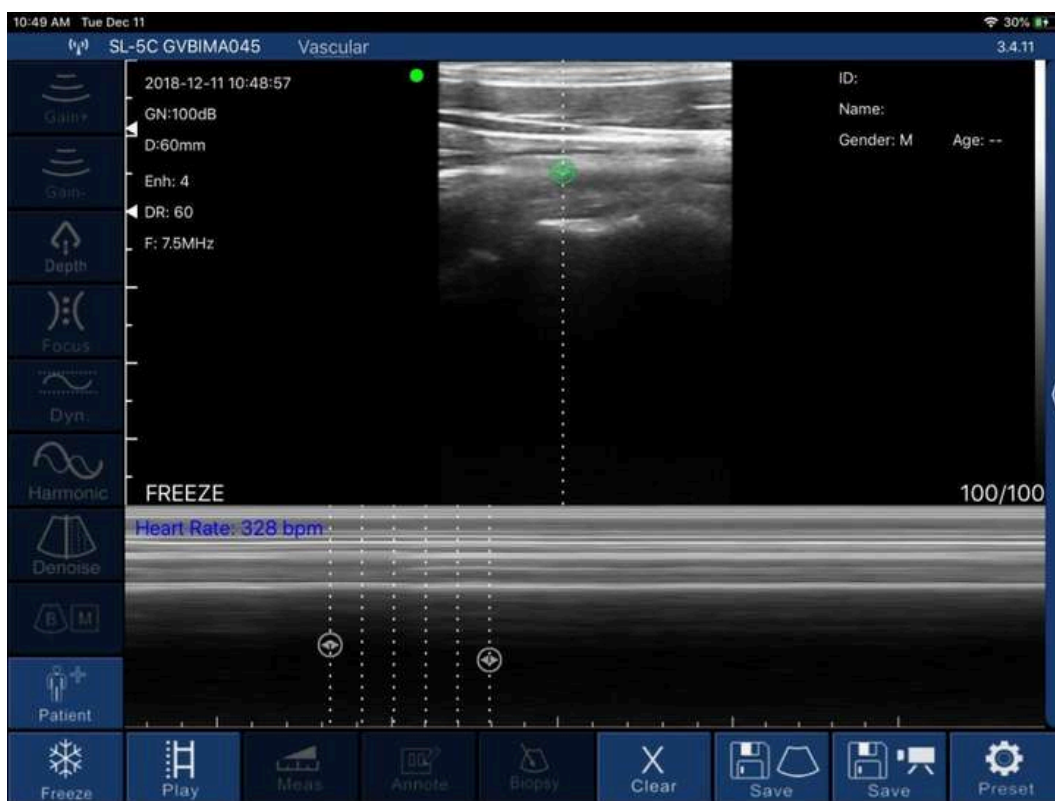 10:49 AM Tue Dec 11
30%
SL-5C GVBIMA045 Vascular
3.4.11
Gain+
Gain-
Depth
Focus
Dyn.
Harmonic
Denoise
B M
Patient
2018-12-11 10:48:57
GN:100dB
D:60mm
Enh: 4
DR: 60
F: 7.5MHz
ID:
Name:
Gender: M Age: --
FREEZE
100/100
Heart Rate: 328 bpm
Freeze
Play
Meas
Annote
Biopsy
X
Clear
Save
Save
Preset